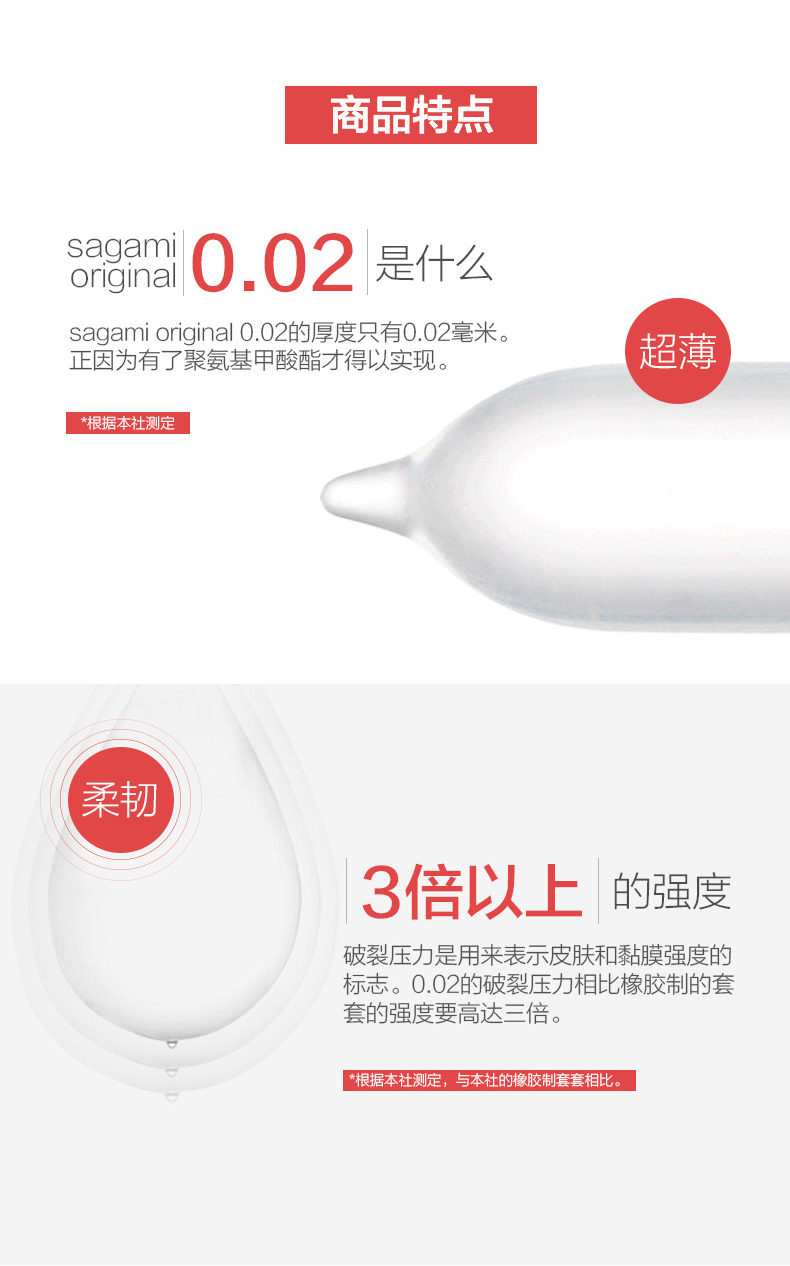 商品特点
sagami
original
0.02
是什么
sagami original 0.02的厚度只有0.02毫米。
正因为有了聚氨基甲酸酯才得以实现。
超薄
*根据本社测定
柔韧
3倍以上
的强度
破裂压力是用来表示皮肤和黏膜强度的
标志。0.02的破裂压力相比橡胶制的套
套的强度要高达三倍。
*根据本社测定，与本社的橡胶制套套相比。